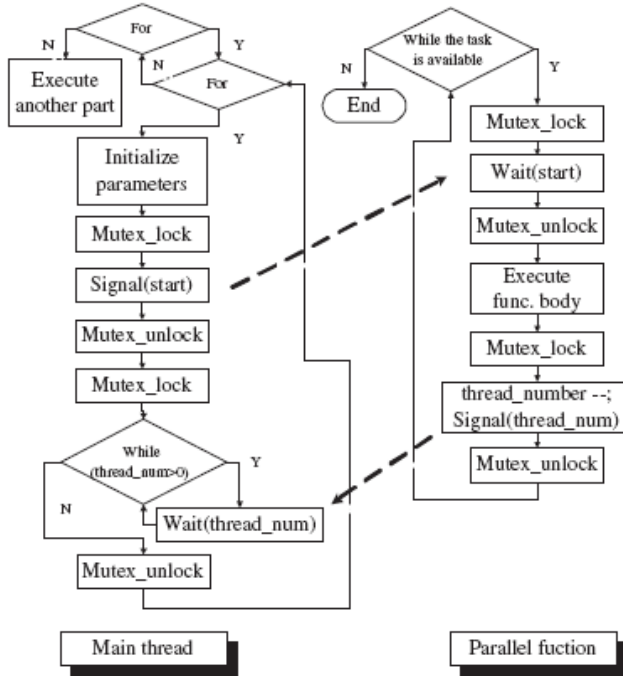 For
N
Y
N
For
Execute
another part
Y
Initialize
parameters
Mutex_lock
Signal(start)
Mutex_unlock
Mutex_lock
While
(thread_num>0)
Y
N
Wait(thread_num)
Mutex_unlock
Main thread
While the task
is available
N
Y
End
Mutex_lock
Wait(start)
Mutex_unlock
Execute
func. body
Mutex_lock
thread_number --;
Signal(thread_num)
Mutex_unlock
Parallel fuction